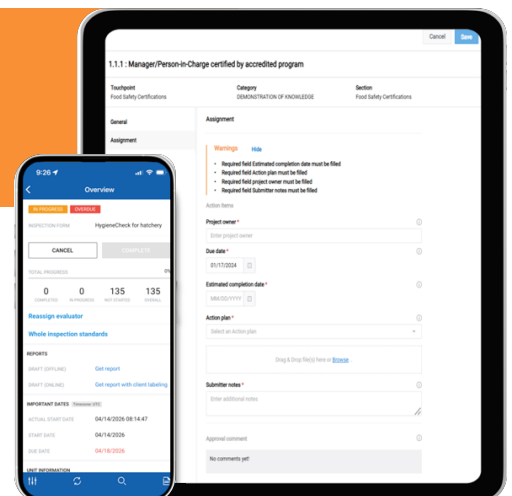 Cancel
Save
1.1.1 : Manager/Person-in-Charge certified by accredited program
Touchpoint
Category
Section
Food Safety Certifications
DEMONSTRATION OF KNOWLEDGE
Food Safety Certifications
General
Assignment
Assignment
Warnings
Hide
• Required field Estimated completion date must be filled
• Required field Action plan must be filled
• Required field project owner must be filled
• Required field Submitter notes must be filled
Action Items
Project owner *
Enter project owner
Due date *
01/17/2024
Estimated completion date *
MM/DD/YYYY
Action plan *
Select an Action plan
Drag & Drop file(s) here or Browse
Submitter notes *
Enter additional notes
Approval comment
No comments yet!
9:26
Overview
IN PROGRESS
OVERDUE
INSPECTION FORM
HygieneCheck for hatchery
CANCEL
COMPLETE
TOTAL PROGRESS
0%
0
0
135
135
COMPLETED
IN PROGRESS
NOT STARTED
OVERALL
Reassign evaluator
Whole inspection standards
REPORTS
DRAFT (OFFLINE)
Get report
DRAFT (ONLINE)
Get report with client labeling
IMPORTANT DATES
Timezone: UTC
ACTUAL START DATE
04/14/2026 08:14:47
START DATE
04/14/2026
DUE DATE
04/18/2026
UNIT INFORMATION